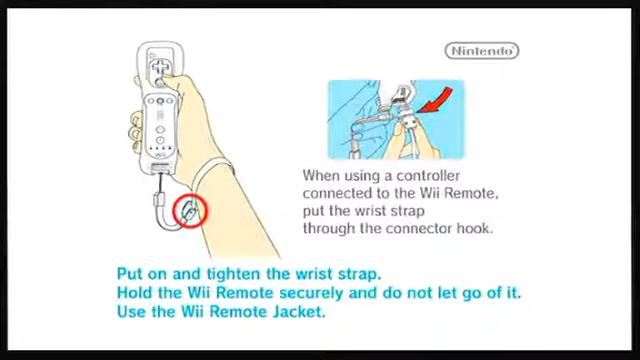 Nintendo
When using a controller
connected to the Wii Remote,
put the wrist strap
through the connector hook.
Put on and tighten the wrist strap.
Hold the Wii Remote securely and do not let go of it.
Use the Wii Remote Jacket.